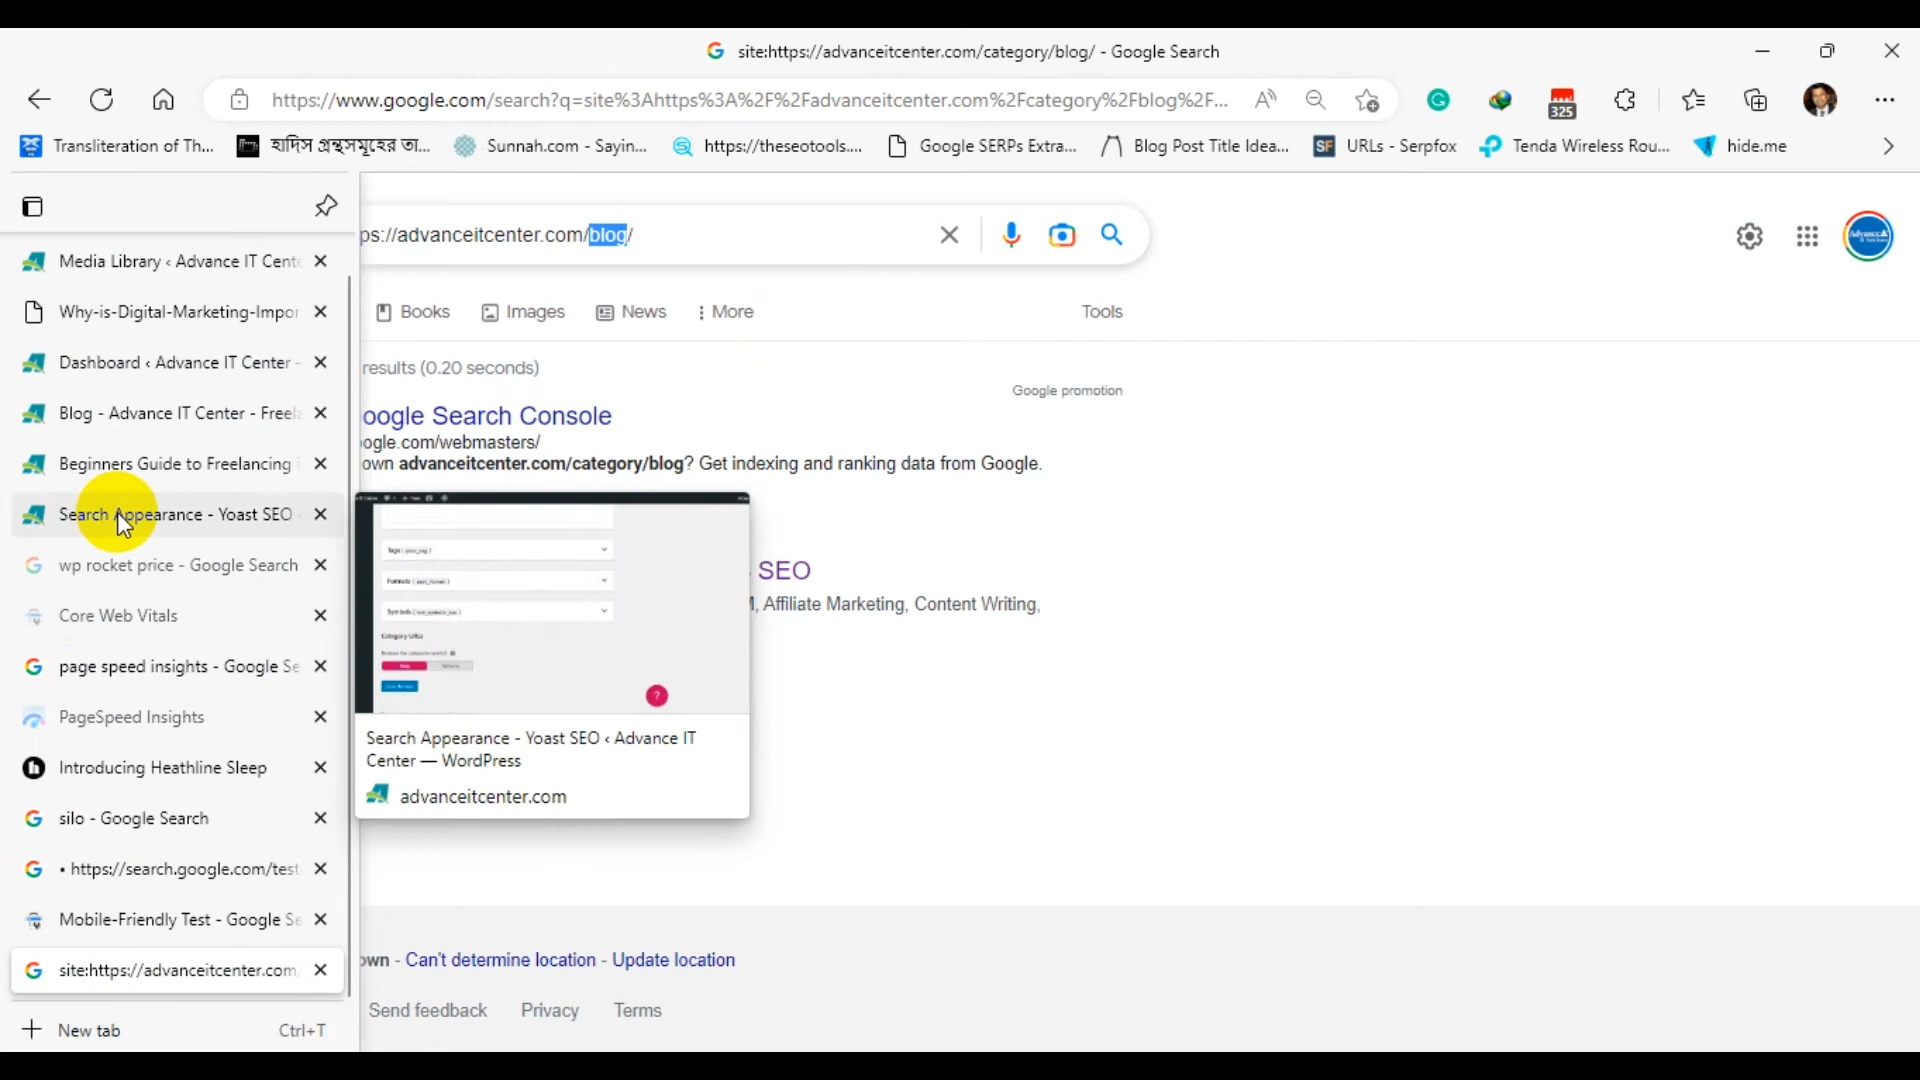 site:https://advanceitcenter.com/category/blog/ - Google Search
https://www.google.com/search?q=site%3Ahttps%3A%2F%2Fadvanceitcenter.com%2Fcategory%2Fblog%2F...
325
Transliteration of Th...
হাদিস গ্রন্থসমূহের তা...
Sunnah.com - Sayin...
https://theseotools....
Google SERPs Extra...
Blog Post Title Idea...
SF URLs - Serpfox
Tenda Wireless Rou...
hide.me
ps://advanceitcenter.com/blog/
Media Library ‹ Advance IT Cente
Why-is-Digital-Marketing-Impor
Books Images News More Tools
Dashboard ‹ Advance IT Center -
results (0.20 seconds)
Google promotion
Blog - Advance IT Center - Freela
oogle Search Console
ogle.com/webmasters/
Beginners Guide to Freelancing
own advanceitcenter.com/category/blog? Get indexing and ranking data from Google.
Search Appearance - Yoast SEO ‹
wp rocket price - Google Search
SEO
Core Web Vitals
Affiliate Marketing, Content Writing,
page speed insights - Google Se
PageSpeed Insights
Category URLs
Search Appearance - Yoast SEO ‹ Advance IT
Center — WordPress
advanceitcenter.com
Introducing Heathline Sleep
silo - Google Search
• https://search.google.com/test
Mobile-Friendly Test - Google Se
site:https://advanceitcenter.com
own - Can't determine location - Update location
Send feedback Privacy Terms
New tab Ctrl+T